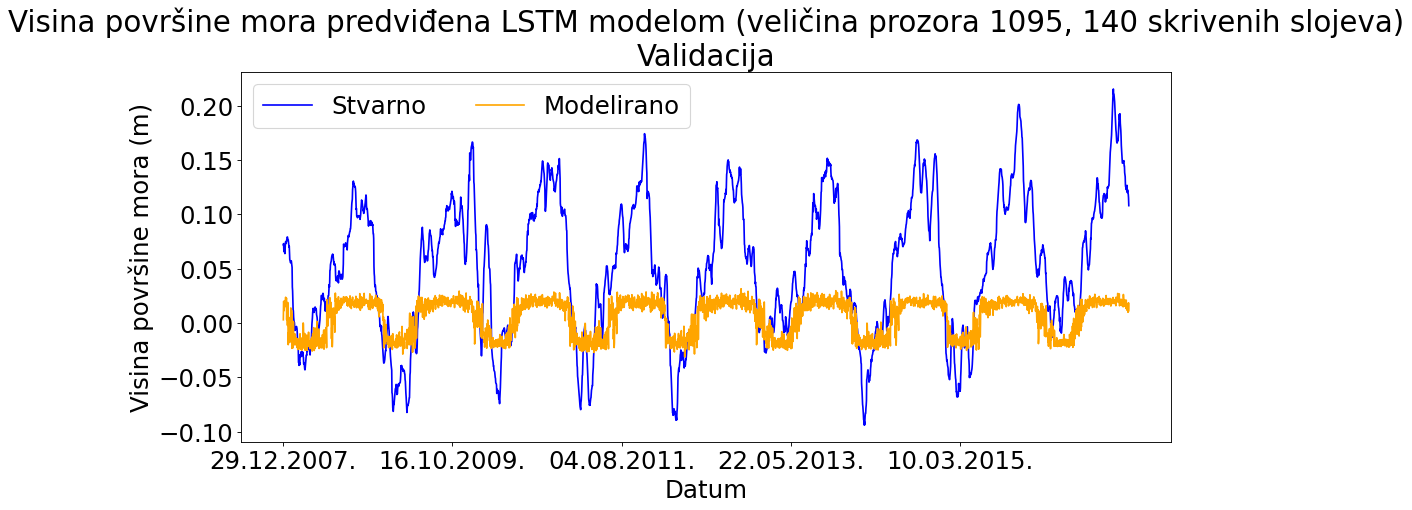 Visina površine mora predviđena LSTM modelom (veličina prozora 1095, 140 skrivenih slojeva)
Validacija
Stvarno Modelirano
Visina površine mora (m)
0.20
0.15
0.10
0.05
0.00
−0.05
−0.10
29.12.2007. 16.10.2009. 04.08.2011. 22.05.2013. 10.03.2015.
Datum